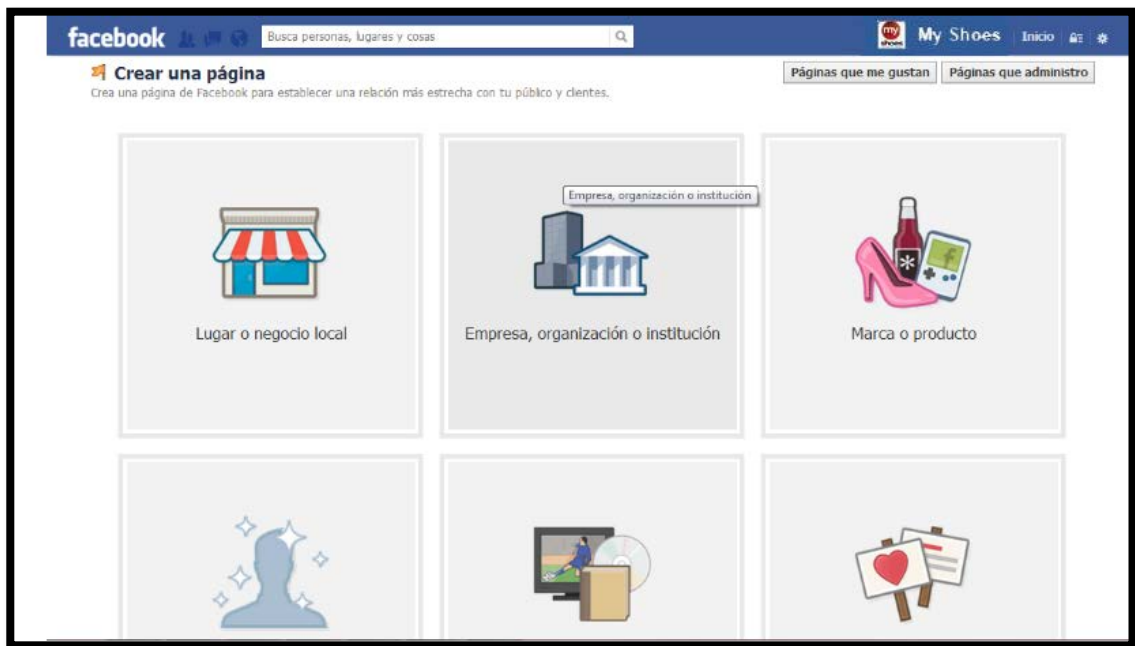 facebook
Busca personas, lugares y cosas
my
shoes
My Shoes
Inicio
Crear una página
Crea una página de Facebook para establecer una relación más estrecha con tu público y clientes.
Páginas que me gustan
Páginas que administro
Empresa, organización o institución
Lugar o negocio local
Empresa, organización o institución
Marca o producto